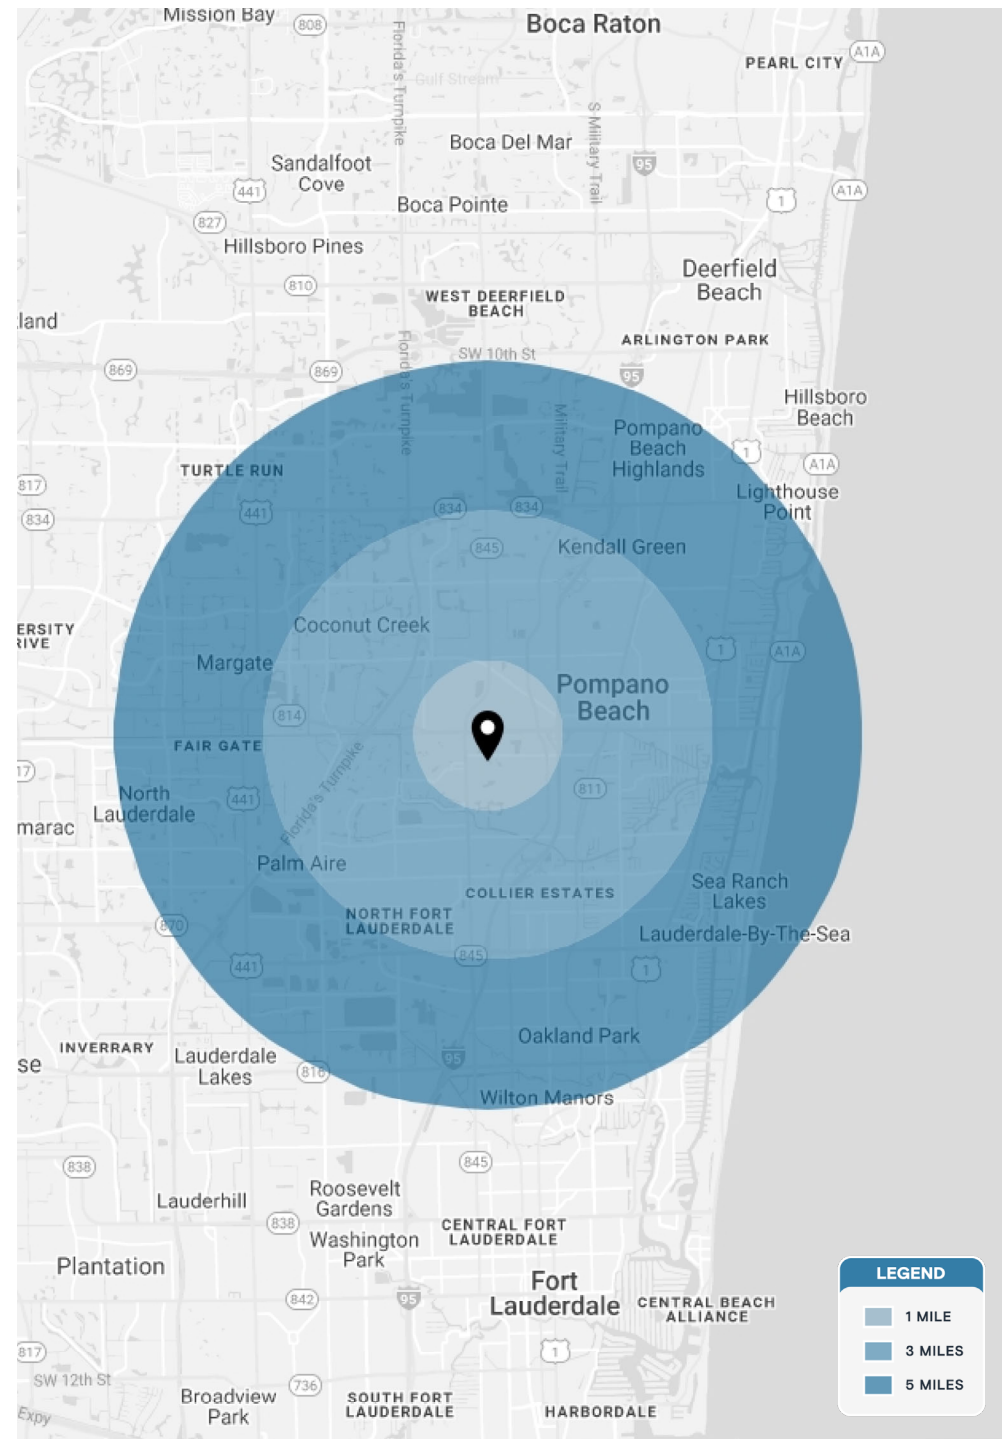 Mission Bay
808
Boca Raton
A1A
PEARL CITY
Florida's Turnpike
Gulf Stream
S Military Trail
Boca Del Mar
95
Sandalfoot
Cove
441
A1A
1
Boca Pointe
827
Hillsboro Pines
Deerfield
Beach
810
WEST DEERFIELD
BEACH
land
ARLINGTON PARK
SW 10th St
Florida's Turnpike
869
869
95
Hillsboro
Beach
Military Trail
Pompano
Beach
Highlands
1
A1A
TURTLE RUN
817
Lighthouse
Point
441
834
834
834
845
Kendall Green
Coconut Creek
ERSITY
RIVE
1
A1A
Margate
Pompano
Beach
814
FAIR GATE
17
Florida's Turnpike
811
North
Lauderdale
441
marac
Palm Aire
Sea Ranch
Lakes
COLLIER ESTATES
NORTH FORT
LAUDERDALE
870
Lauderdale-By-The-Sea
845
441
1
Oakland Park
INVERRARY
Lauderdale
Lakes
95
se
816
Wilton Manors
845
838
Roosevelt
Gardens
Lauderhill
838
Washington
Park
CENTRAL FORT
LAUDERDALE
Plantation
Fort
Lauderdale
842
95
CENTRAL BEACH
ALLIANCE
817
1
SW 12th St
736
Broadview
Park
SOUTH FORT
LAUDERDALE
HARBORDALE
Expy
LEGEND
1 MILE
3 MILES
5 MILES